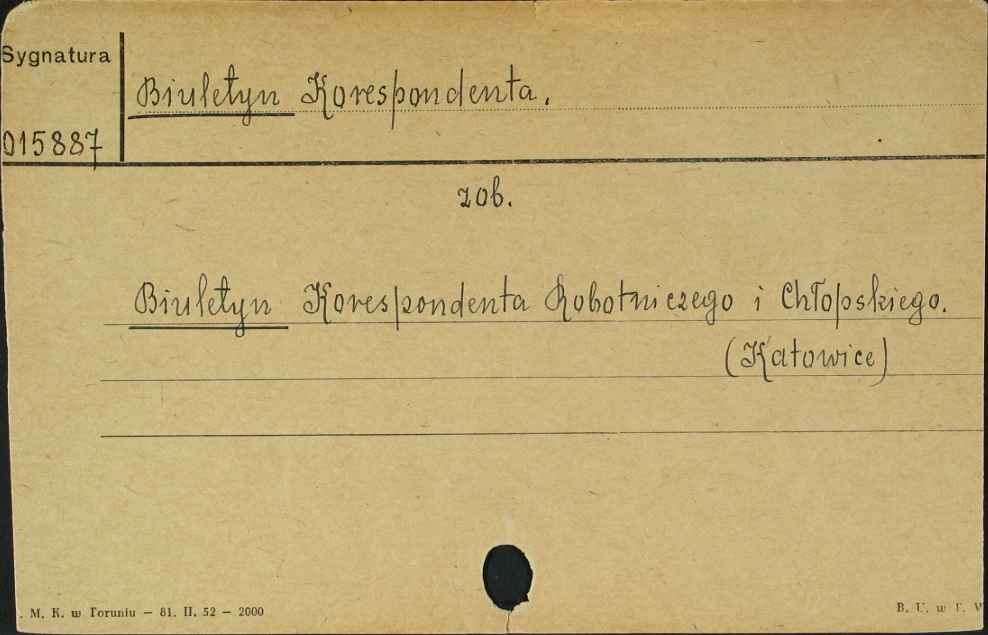 Sygnatura
Biuletyn Korespondenta.
015887
zob.
Biuletyn Korespondenta Robotniczego i Chłopskiego.
(Katowice)
. M. K. w Toruniu — 81. II. 52 — 2000
B. U. w T. V